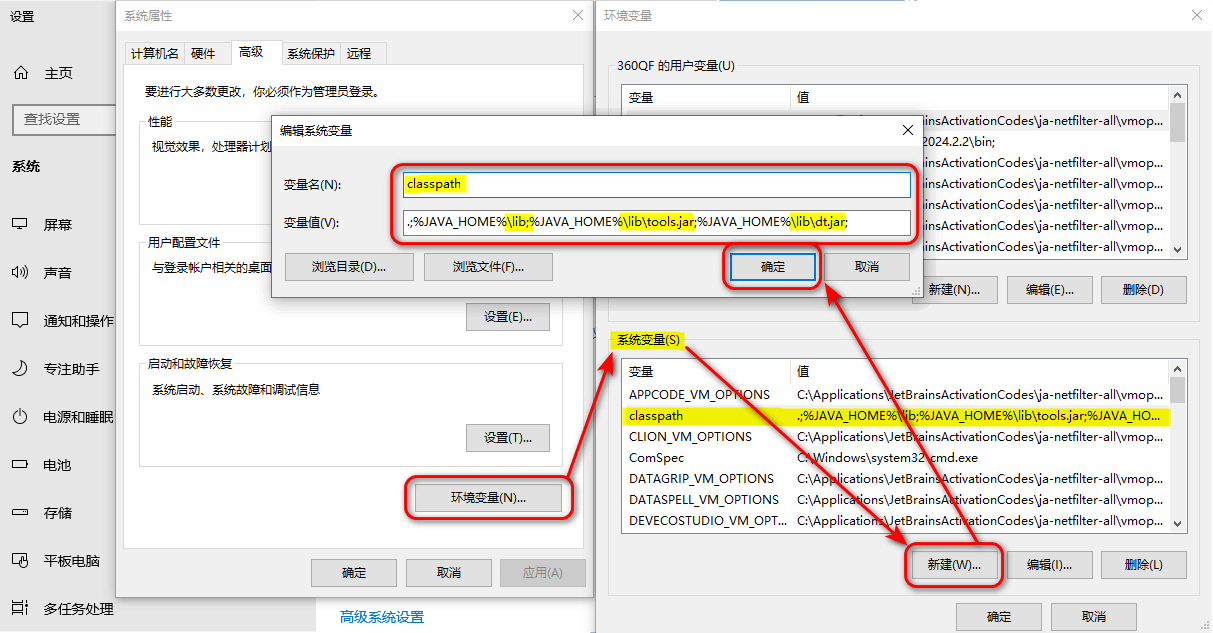 设置
主页
查找设置
系统
屏幕
声音
通知和操作
专注助手
电源和睡眠
电池
存储
平板电脑
多任务处理
系统属性
计算机名 硬件 高级 系统保护 远程
要进行大多数更改，你必须作为管理员登录。
性能
视觉效果，处理器计划
用户配置文件
与登录帐户相关的桌面
设置(E)...
启动和故障恢复
系统启动、系统故障和调试信息
设置(T)...
环境变量(N)...
确定 取消 应用(A)
高级系统设置
编辑系统变量
变量名(N): classpath
变量值(V): .;%JAVA_HOME%\lib;%JAVA_HOME%\lib\tools.jar;%JAVA_HOME%\lib\dt.jar;
浏览目录(D)... 浏览文件(F)... 确定 取消
环境变量
360QF 的用户变量(U)
变量 值
insActivationCodes\ja-netfilter-all\vmop...
2024.2.2\bin;
insActivationCodes\ja-netfilter-all\vmop...
insActivationCodes\ja-netfilter-all\vmop...
insActivationCodes\ja-netfilter-all\vmop...
insActivationCodes\ja-netfilter-all\vmop...
insActivationCodes\ja-netfilter-all\vmop...
新建(N)... 编辑(E)... 删除(D)
系统变量(S)
变量 值
APPCODE_VM_OPTIONS C:\Applications\JetBrainsActivationCodes\ja-netfilter-all\vmop...
classpath .;%JAVA_HOME%\lib;%JAVA_HOME%\lib\tools.jar;%JAVA_HO...
CLION_VM_OPTIONS C:\Applications\JetBrainsActivationCodes\ja-netfilter-all\vmop...
ComSpec C:\Windows\system32\cmd.exe
DATAGRIP_VM_OPTIONS C:\Applications\JetBrainsActivationCodes\ja-netfilter-all\vmop...
DATASPELL_VM_OPTIONS C:\Applications\JetBrainsActivationCodes\ja-netfilter-all\vmop...
DEVECOSTUDIO_VM_OPT... C:\Applications\JetBrainsActivationCodes\ja-netfilter-all\vmop...
新建(W)... 编辑(I)... 删除(L)
确定 取消